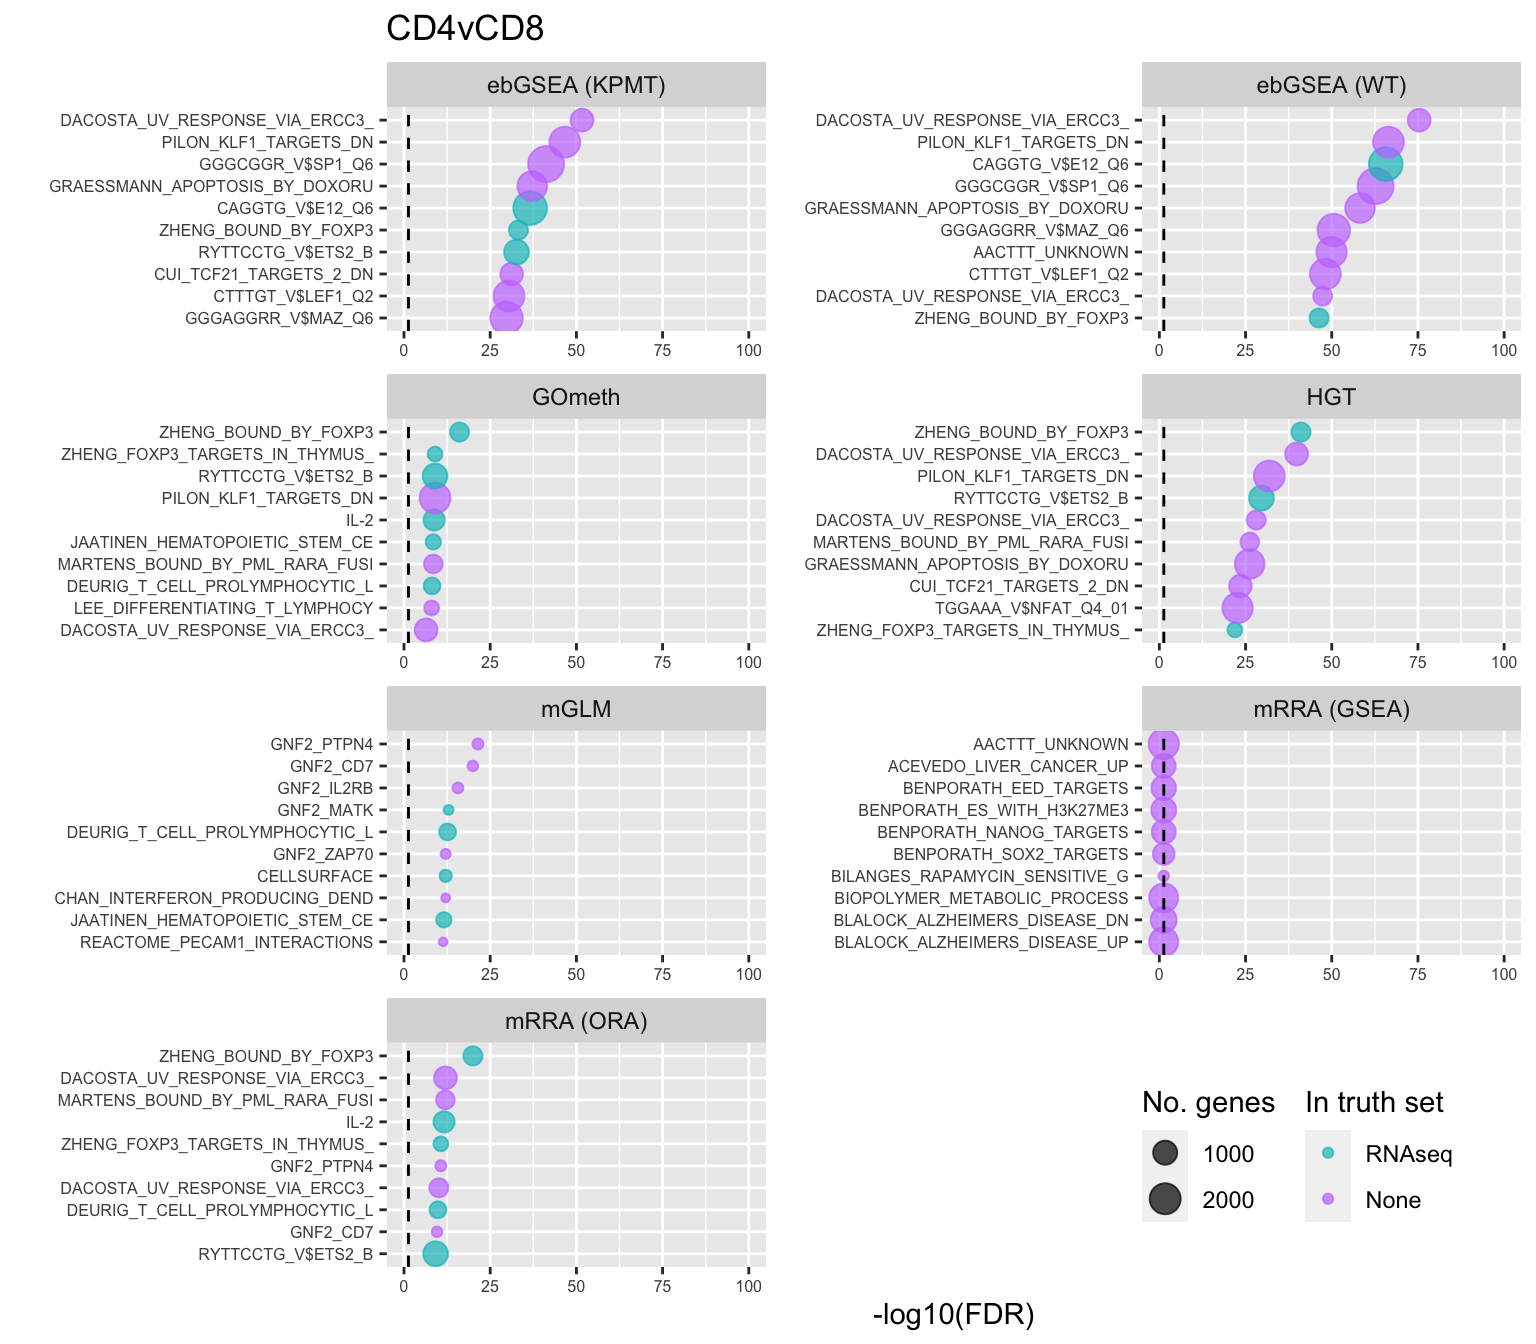 CD4vCD8
ebGSEA (KPMT)
DACOSTA_UV_RESPONSE_VIA_ERCC3_
PILON_KLF1_TARGETS_DN
GGGCGGR_V$SP1_Q6
GRAESSMANN_APOPTOSIS_BY_DOXORU
CAGGTG_V$E12_Q6
ZHENG_BOUND_BY_FOXP3
RYTTCCTG_V$ETS2_B
CUI_TCF21_TARGETS_2_DN
CTTTGT_V$LEF1_Q2
GGGAGGRR_V$MAZ_Q6
0 25 50 75 100
ebGSEA (WT)
DACOSTA_UV_RESPONSE_VIA_ERCC3_
PILON_KLF1_TARGETS_DN
CAGGTG_V$E12_Q6
GGGCGGR_V$SP1_Q6
GRAESSMANN_APOPTOSIS_BY_DOXORU
GGGAGGRR_V$MAZ_Q6
AACTTT_UNKNOWN
CTTTGT_V$LEF1_Q2
DACOSTA_UV_RESPONSE_VIA_ERCC3_
ZHENG_BOUND_BY_FOXP3
0 25 50 75 100
GOmeth
ZHENG_BOUND_BY_FOXP3
ZHENG_FOXP3_TARGETS_IN_THYMUS_
RYTTCCTG_V$ETS2_B
PILON_KLF1_TARGETS_DN
IL-2
JAATINEN_HEMATOPOIETIC_STEM_CE
MARTENS_BOUND_BY_PML_RARA_FUSI
DEURIG_T_CELL_PROLYMPHOCYTIC_L
LEE_DIFFERENTIATING_T_LYMPHOCY
DACOSTA_UV_RESPONSE_VIA_ERCC3_
0 25 50 75 100
HGT
ZHENG_BOUND_BY_FOXP3
DACOSTA_UV_RESPONSE_VIA_ERCC3_
PILON_KLF1_TARGETS_DN
RYTTCCTG_V$ETS2_B
DACOSTA_UV_RESPONSE_VIA_ERCC3_
MARTENS_BOUND_BY_PML_RARA_FUSI
GRAESSMANN_APOPTOSIS_BY_DOXORU
CUI_TCF21_TARGETS_2_DN
TGGAAA_V$NFAT_Q4_01
ZHENG_FOXP3_TARGETS_IN_THYMUS_
0 25 50 75 100
mGLM
GNF2_PTPN4
GNF2_CD7
GNF2_IL2RB
GNF2_MATK
DEURIG_T_CELL_PROLYMPHOCYTIC_L
GNF2_ZAP70
CELLSURFACE
CHAN_INTERFERON_PRODUCING_DEND
JAATINEN_HEMATOPOIETIC_STEM_CE
REACTOME_PECAM1_INTERACTIONS
0 25 50 75 100
mRRA (GSEA)
AACTTT_UNKNOWN
ACEVEDO_LIVER_CANCER_UP
BENPORATH_EED_TARGETS
BENPORATH_ES_WITH_H3K27ME3
BENPORATH_NANOG_TARGETS
BENPORATH_SOX2_TARGETS
BILANGES_RAPAMYCIN_SENSITIVE_G
BIOPOLYMER_METABOLIC_PROCESS
BLALOCK_ALZHEIMERS_DISEASE_DN
BLALOCK_ALZHEIMERS_DISEASE_UP
0 25 50 75 100
mRRA (ORA)
ZHENG_BOUND_BY_FOXP3
DACOSTA_UV_RESPONSE_VIA_ERCC3_
MARTENS_BOUND_BY_PML_RARA_FUSI
IL-2
ZHENG_FOXP3_TARGETS_IN_THYMUS_
GNF2_PTPN4
DACOSTA_UV_RESPONSE_VIA_ERCC3_
DEURIG_T_CELL_PROLYMPHOCYTIC_L
GNF2_CD7
RYTTCCTG_V$ETS2_B
0 25 50 75 100
No. genes
1000
2000
In truth set
RNAseq
None
-log10(FDR)